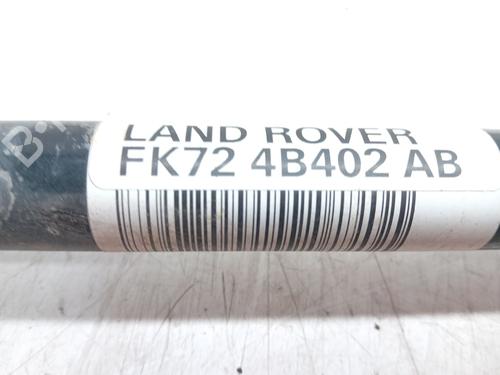 LAND ROVER
FK72 4B402 AB